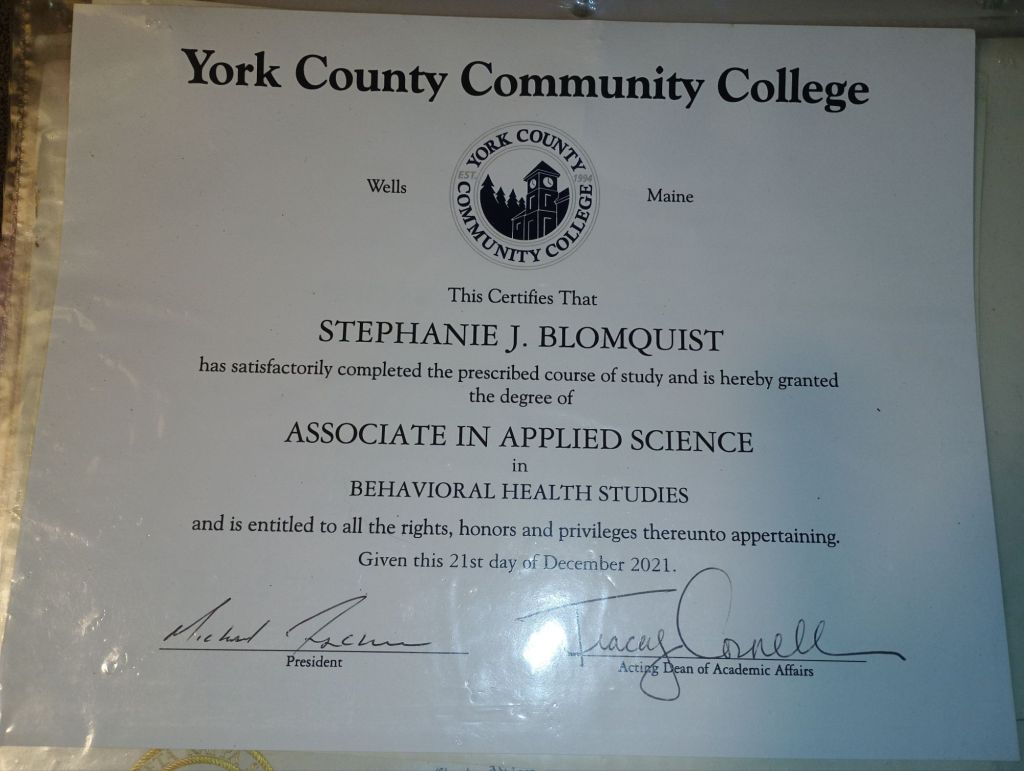 York County Community College
Wells
YORK COUNTY
EST. 1994
COMMUNITY COLLEGE
Maine
This Certifies That
STEPHANIE J. BLOMQUIST
has satisfactorily completed the prescribed course of study and is hereby granted
the degree of
ASSOCIATE IN APPLIED SCIENCE
in
BEHAVIORAL HEALTH STUDIES
and is entitled to all the rights, honors and privileges thereunto appertaining.
Given this 21st day of December 2021.
Michael
Tracey Cornell
President
Acting Dean of Academic Affairs